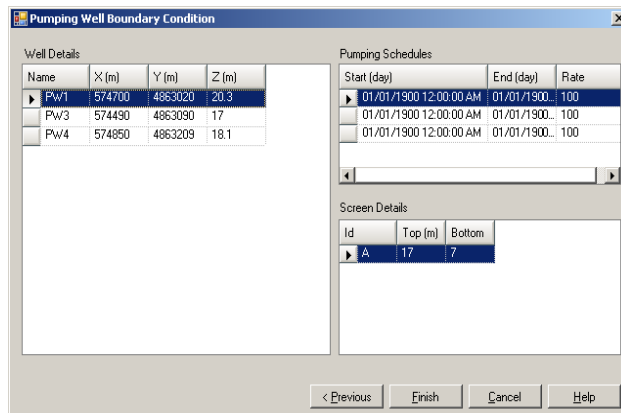 Pumping Well Boundary Condition
Well Details
Name X (m) Y (m) Z (m)
PW1 574700 4863020 20.3
PW3 574490 4863090 17
PW4 574850 4863209 18.1
Pumping Schedules
Start (day) End (day) Rate
01/01/1900 12:00:00 AM 01/01/1900... 100
01/01/1900 12:00:00 AM 01/01/1900... 100
01/01/1900 12:00:00 AM 01/01/1900... 100
Screen Details
Id Top (m) Bottom
A 17 7
< Previous Finish Cancel Help